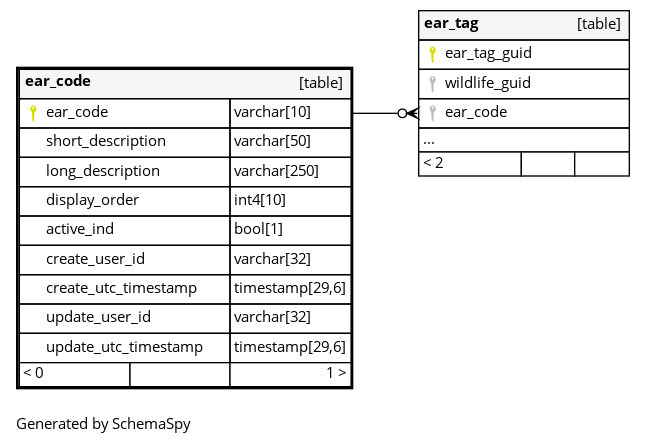 ear_code [table]
ear_code varchar[10]
short_description varchar[50]
long_description varchar[250]
display_order int4[10]
active_ind bool[1]
create_user_id varchar[32]
create_utc_timestamp timestamp[29,6]
update_user_id varchar[32]
update_utc_timestamp timestamp[29,6]
< 0 1 >
ear_tag [table]
ear_tag_guid
wildlife_guid
ear_code
...
< 2
Generated by SchemaSpy